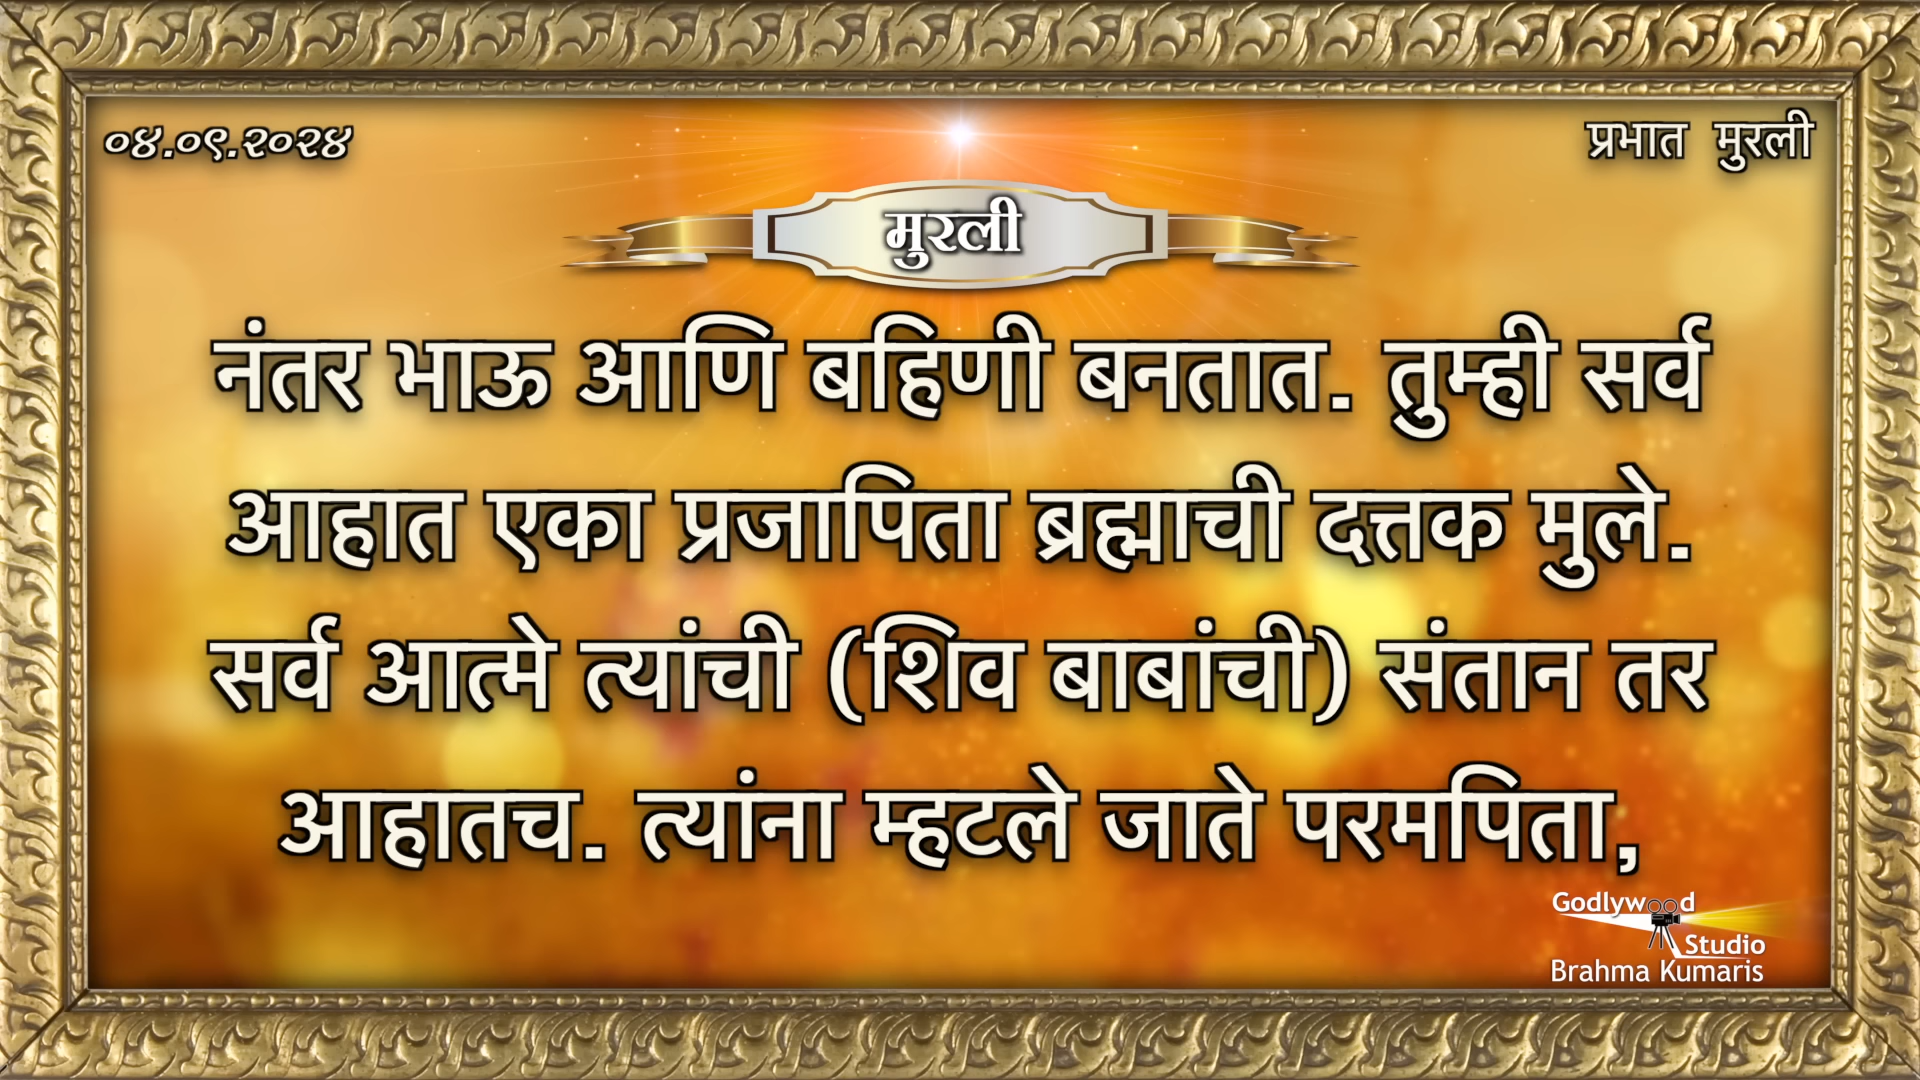 ०४.०९.२०२४
प्रभात मुरली
मुरली
नंतर भाऊ आणि बहिणी बनतात. तुम्ही सर्व
आहात एका प्रजापिता ब्रह्माची दत्तक मुले.
सर्व आत्मे त्यांची (शिव बाबांची) संतान तर
आहातच. त्यांना म्हटले जाते परमपिता,
Godlywood
Studio
Brahma Kumaris